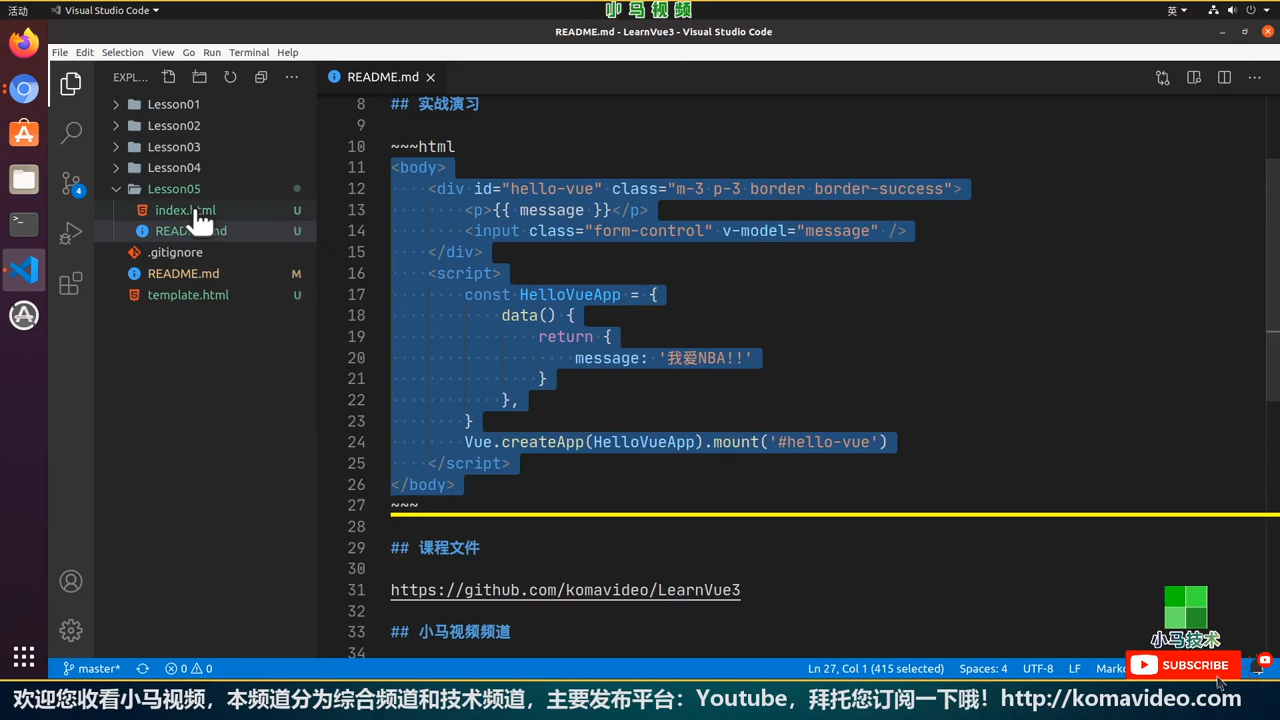 活动
Visual Studio Code
小马视频
英
README.md - LearnVue3 - Visual Studio Code
File Edit Selection View Go Run Terminal Help
EXPL...
README.md
Lesson01
Lesson02
Lesson03
Lesson04
Lesson05
index.html U
README.md U
.gitignore
README.md M
template.html U
4
8 ## 实战演习
9
10 ~~~html
11 <body>
12 <div id="hello-vue" class="m-3 p-3 border border-success">
13 <p>{{ message }}</p>
14 <input class="form-control" v-model="message" />
15 </div>
16 <script>
17 const HelloVueApp = {
18 data() {
19 return {
20 message: '我爱NBA!!'
21 }
22 },
23 }
24 Vue.createApp(HelloVueApp).mount('#hello-vue')
25 </script>
26 </body>
27 ~~~
28
29 ## 课程文件
30
31 https://github.com/komavideo/LearnVue3
32
33 ## 小马视频频道
34
小马技术
SUBSCRIBE
master* 0 0 Ln 27, Col 1 (415 selected) Spaces: 4 UTF-8 LF Mark
欢迎您收看小马视频，本频道分为综合频道和技术频道，主要发布平台：Youtube，拜托您订阅一下哦！http://komavideo.com